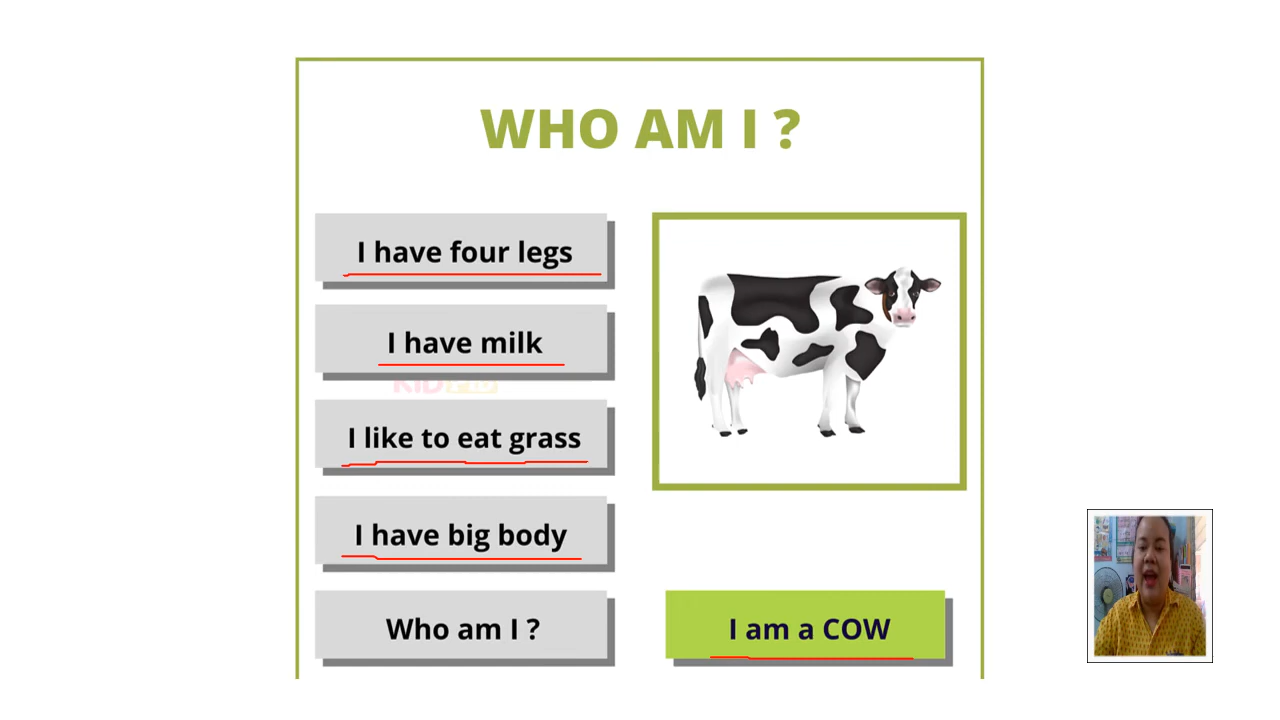 WHO AM I ?
I have four legs
I have milk
I like to eat grass
I have big body
Who am I ?
I am a COW